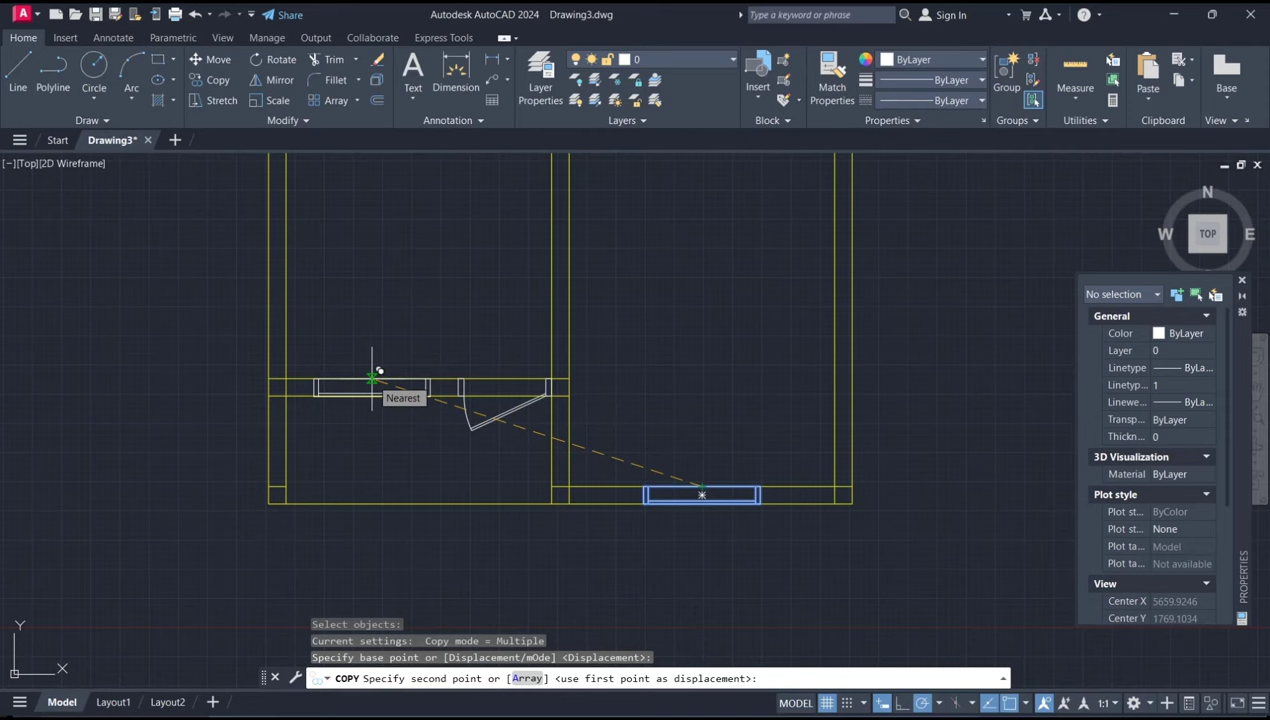 A Share Autodesk AutoCAD 2024 Drawing3.dwg Type a keyword or phrase Sign In
Home Insert Annotate Parametric View Manage Output Collaborate Express Tools
Line Polyline Circle Arc
Move Rotate Trim
Copy Mirror Fillet
Stretch Scale Array
Text Dimension
Layer Properties
0
Insert
Match Properties
ByLayer
ByLayer
ByLayer
Group
Measure
Paste
Base
Draw Modify Annotation Layers Block Properties Groups Utilities Clipboard View
Start Drawing3*
[−][Top][2D Wireframe]
N
W TOP E
No selection
General
Color ByLayer
Layer 0
Linetype ByLa...
Linetyp... 1
Linewe... ByLa...
Transp... ByLayer
Thickn... 0
3D Visualization
Material ByLayer
Plot style
Plot st... ByColor
Plot st... None
Plot ta... Model
Plot ta... Not available
View
Center X 5659.9246
Center Y 1769.1034
PROPERTIES
Nearest
Y
X
Select objects:
Current settings: Copy mode = Multiple
Specify base point or [Displacement/mOde] <Displacement>:
COPY Specify second point or [Array] <use first point as displacement>:
Model Layout1 Layout2 MODEL 1:1